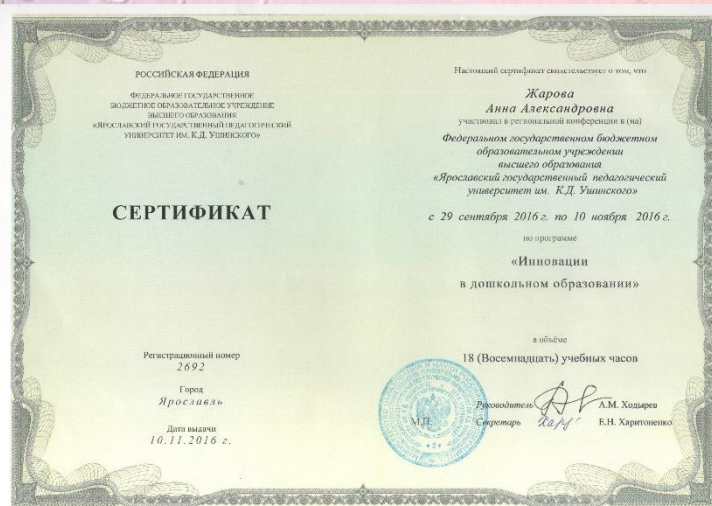 РОССИЙСКАЯ ФЕДЕРАЦИЯ
ФЕДЕРАЛЬНОЕ ГОСУДАРСТВЕННОЕ
БЮДЖЕТНОЕ ОБРАЗОВАТЕЛЬНОЕ УЧРЕЖДЕНИЕ
ВЫСШЕГО ОБРАЗОВАНИЯ
«ЯРОСЛАВСКИЙ ГОСУДАРСТВЕННЫЙ ПЕДАГОГИЧЕСКИЙ
УНИВЕРСИТЕТ ИМ. К.Д. УШИНСКОГО»
СЕРТИФИКАТ
Регистрационный номер
2692
Город
Ярославль
Дата выдачи
10.11.2016 г.
Настоящий сертификат свидетельствует о том, что
Жарова
Анна Александровна
участвовал в региональной конференции в (на)
Федеральном государственном бюджетном
образовательном учреждении
высшего образования
«Ярославский государственный педагогический
университет им. К.Д. Ушинского»
с 29 сентября 2016 г. по 10 ноября 2016 г.
по программе
«Инновации
в дошкольном образовании»
в объёме
18 (Восемнадцать) учебных часов
Руководитель А.М. Ходырев
М.П. Секретарь Е.Н. Харитоненко